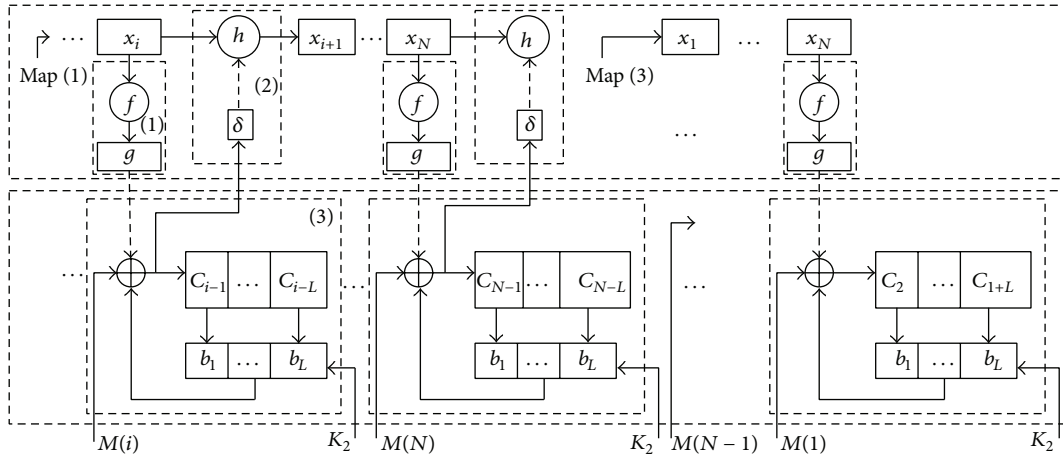 ... x_i h x_{i+1} ... x_N h x_1 ... x_N
Map (1) Map (3)
(2)
f f f
(1) δ δ ...
g g g
(3)
... C_{i-1} ... C_{i-L} ... C_{N-1} ... C_{N-L} ... C_2 ... C_{1+L}
b_1 ... b_L b_1 ... b_L b_1 ... b_L
M(i) K_2 M(N) K_2 M(N − 1) M(1) K_2